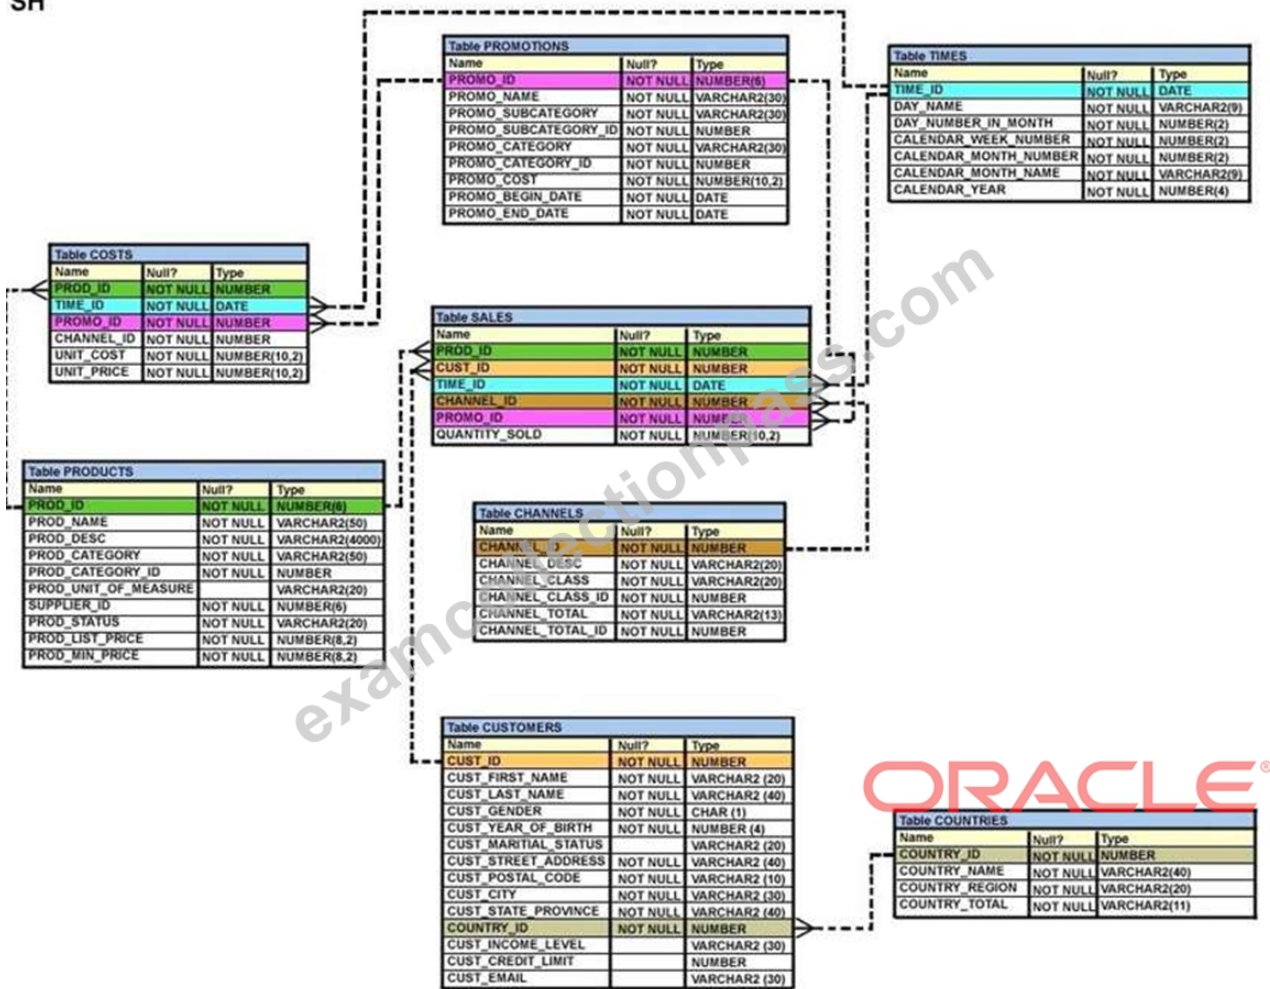 SH
Table PROMOTIONS
Name Null? Type
PROMO_ID NOT NULL NUMBER(6)
PROMO_NAME NOT NULL VARCHAR2(30)
PROMO_SUBCATEGORY NOT NULL VARCHAR2(30)
PROMO_SUBCATEGORY_ID NOT NULL NUMBER
PROMO_CATEGORY NOT NULL VARCHAR2(30)
PROMO_CATEGORY_ID NOT NULL NUMBER
PROMO_COST NOT NULL NUMBER(10,2)
PROMO_BEGIN_DATE NOT NULL DATE
PROMO_END_DATE NOT NULL DATE
Table TIMES
Name Null? Type
TIME_ID NOT NULL DATE
DAY_NAME NOT NULL VARCHAR2(9)
DAY_NUMBER_IN_MONTH NOT NULL NUMBER(2)
CALENDAR_WEEK_NUMBER NOT NULL NUMBER(2)
CALENDAR_MONTH_NUMBER NOT NULL NUMBER(2)
CALENDAR_MONTH_NAME NOT NULL VARCHAR2(9)
CALENDAR_YEAR NOT NULL NUMBER(4)
Table COSTS
Name Null? Type
PROD_ID NOT NULL NUMBER
TIME_ID NOT NULL DATE
PROMO_ID NOT NULL NUMBER
CHANNEL_ID NOT NULL NUMBER
UNIT_COST NOT NULL NUMBER(10,2)
UNIT_PRICE NOT NULL NUMBER(10,2)
Table SALES
Name Null? Type
PROD_ID NOT NULL NUMBER
CUST_ID NOT NULL NUMBER
TIME_ID NOT NULL DATE
CHANNEL_ID NOT NULL NUMBER
PROMO_ID NOT NULL NUMBER
QUANTITY_SOLD NOT NULL NUMBER(10,2)
Table PRODUCTS
Name Null? Type
PROD_ID NOT NULL NUMBER(6)
PROD_NAME NOT NULL VARCHAR2(50)
PROD_DESC NOT NULL VARCHAR2(4000)
PROD_CATEGORY NOT NULL VARCHAR2(50)
PROD_CATEGORY_ID NOT NULL NUMBER
PROD_UNIT_OF_MEASURE VARCHAR2(20)
SUPPLIER_ID NOT NULL NUMBER(6)
PROD_STATUS NOT NULL VARCHAR2(20)
PROD_LIST_PRICE NOT NULL NUMBER(8,2)
PROD_MIN_PRICE NOT NULL NUMBER(8,2)
Table CHANNELS
Name Null? Type
CHANNEL_ID NOT NULL NUMBER
CHANNEL_DESC NOT NULL VARCHAR2(20)
CHANNEL_CLASS NOT NULL VARCHAR2(20)
CHANNEL_CLASS_ID NOT NULL NUMBER
CHANNEL_TOTAL NOT NULL VARCHAR2(13)
CHANNEL_TOTAL_ID NOT NULL NUMBER
examcollectionpass.com
Table CUSTOMERS
Name Null? Type
CUST_ID NOT NULL NUMBER
CUST_FIRST_NAME NOT NULL VARCHAR2 (20)
CUST_LAST_NAME NOT NULL VARCHAR2 (40)
CUST_GENDER NOT NULL CHAR (1)
CUST_YEAR_OF_BIRTH NOT NULL NUMBER (4)
CUST_MARITIAL_STATUS VARCHAR2 (20)
CUST_STREET_ADDRESS NOT NULL VARCHAR2 (40)
CUST_POSTAL_CODE NOT NULL VARCHAR2 (10)
CUST_CITY NOT NULL VARCHAR2 (30)
CUST_STATE_PROVINCE NOT NULL VARCHAR2 (40)
COUNTRY_ID NOT NULL NUMBER
CUST_INCOME_LEVEL VARCHAR2 (30)
CUST_CREDIT_LIMIT NUMBER
CUST_EMAIL VARCHAR2 (30)
ORACLE®
Table COUNTRIES
Name Null? Type
COUNTRY_ID NOT NULL NUMBER
COUNTRY_NAME NOT NULL VARCHAR2(40)
COUNTRY_REGION NOT NULL VARCHAR2(20)
COUNTRY_TOTAL NOT NULL VARCHAR2(11)